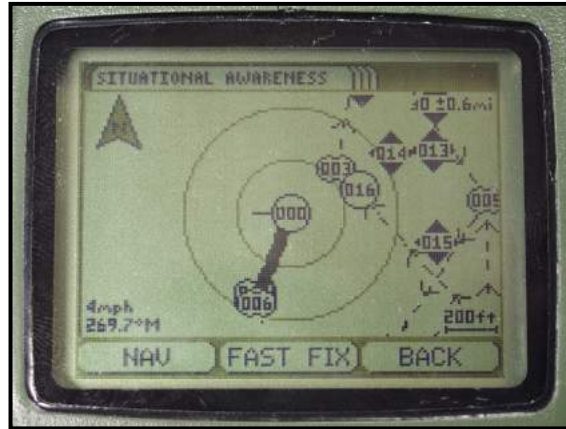 SITUATIONAL AWARENESS
±0.6mi
014
013
003
016
005
000
015
006
4mph
269.7°M
200ft
NAV
FAST FIX
BACK